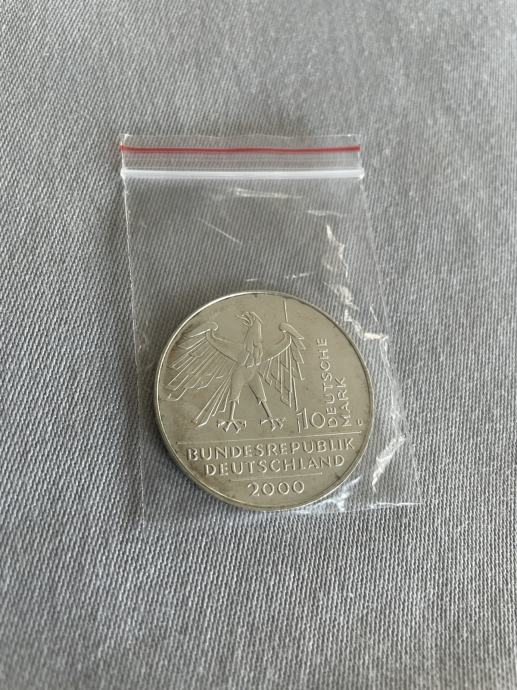 10
DEUTSCHE
MARK
BUNDESREPUBLIK
DEUTSCHLAND
2000